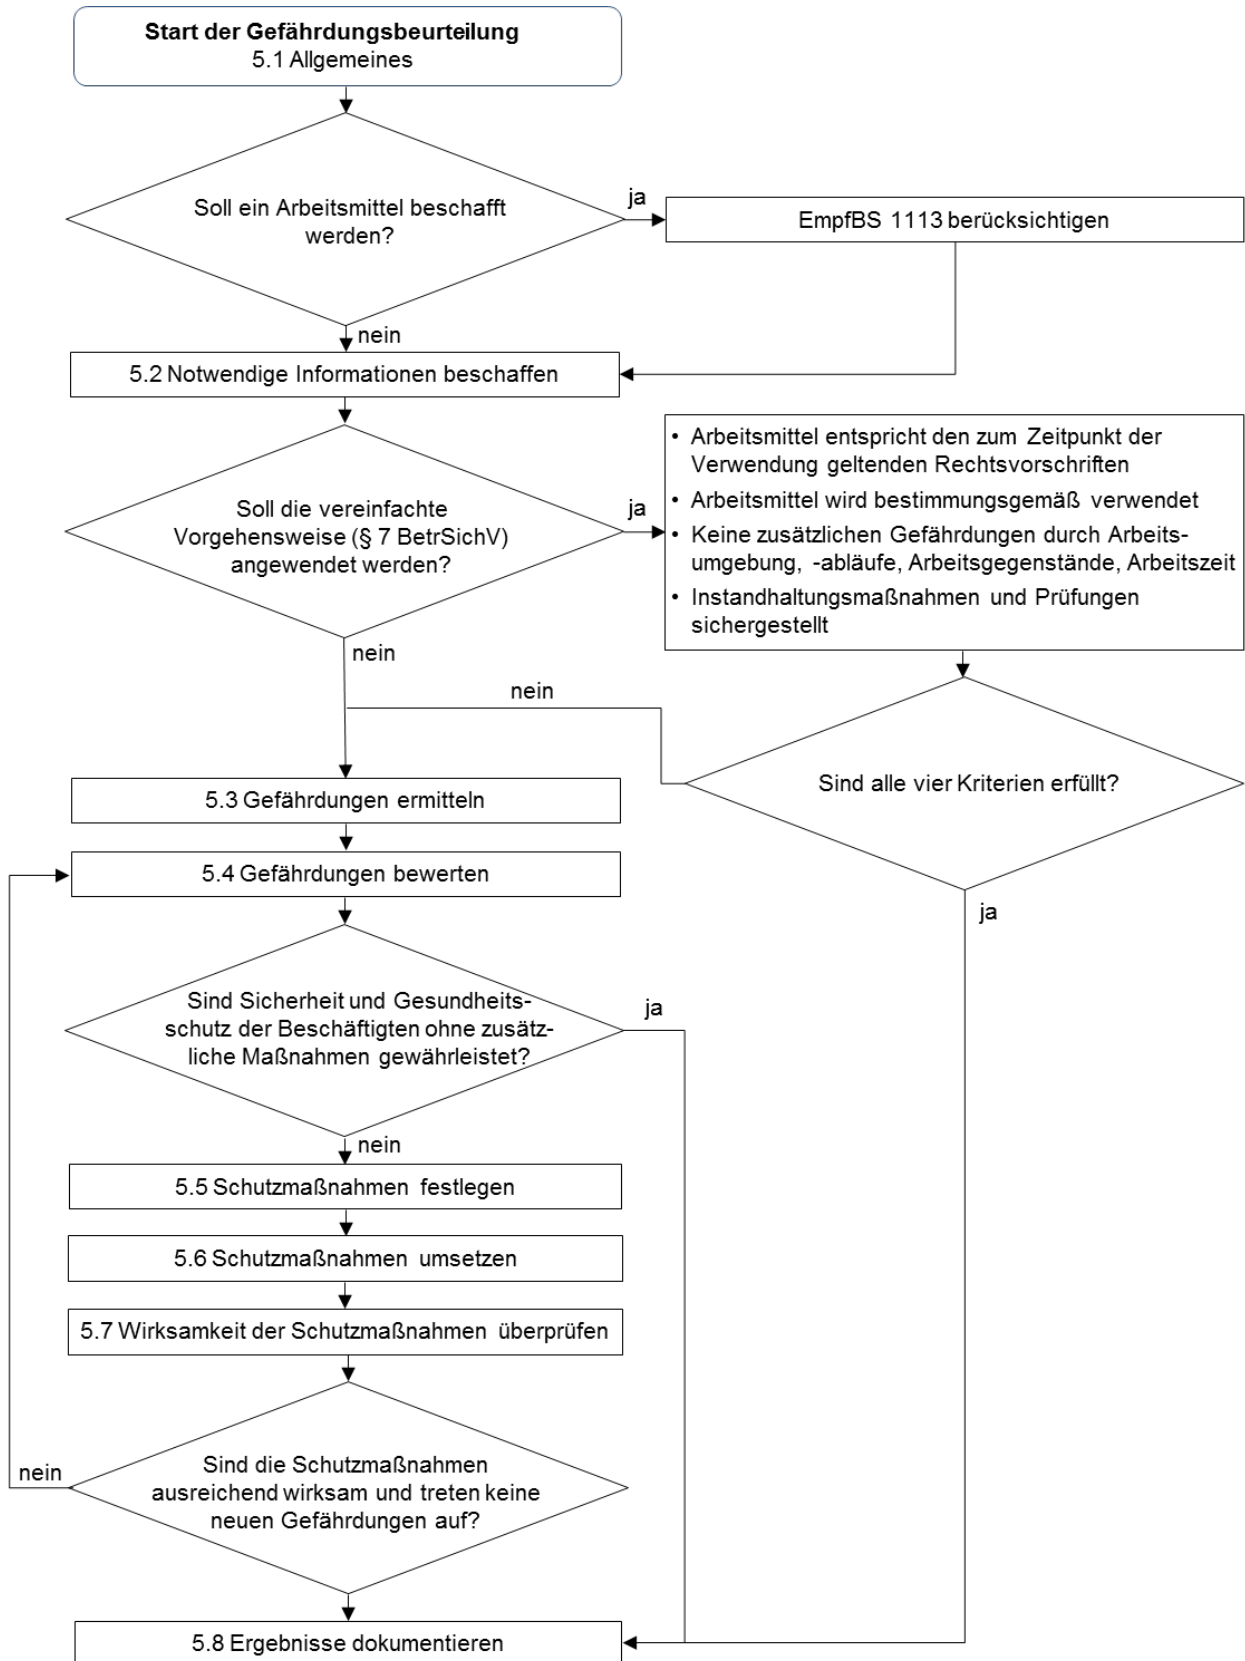 Start der Gefährdungsbeurteilung
5.1 Allgemeines
Soll ein Arbeitsmittel beschafft
werden?
ja
EmpfBS 1113 berücksichtigen
nein
5.2 Notwendige Informationen beschaffen
Soll die vereinfachte
Vorgehensweise (§ 7 BetrSichV)
angewendet werden?
ja
• Arbeitsmittel entspricht den zum Zeitpunkt der
Verwendung geltenden Rechtsvorschriften
• Arbeitsmittel wird bestimmungsgemäß verwendet
• Keine zusätzlichen Gefährdungen durch Arbeits-
umgebung, -abläufe, Arbeitsgegenstände, Arbeitszeit
• Instandhaltungsmaßnahmen und Prüfungen
sichergestellt
nein
nein
Sind alle vier Kriterien erfüllt?
5.3 Gefährdungen ermitteln
5.4 Gefährdungen bewerten
ja
Sind Sicherheit und Gesundheits-
schutz der Beschäftigten ohne zusätz-
liche Maßnahmen gewährleistet?
ja
nein
5.5 Schutzmaßnahmen festlegen
5.6 Schutzmaßnahmen umsetzen
5.7 Wirksamkeit der Schutzmaßnahmen überprüfen
Sind die Schutzmaßnahmen
ausreichend wirksam und treten keine
neuen Gefährdungen auf?
nein
5.8 Ergebnisse dokumentieren